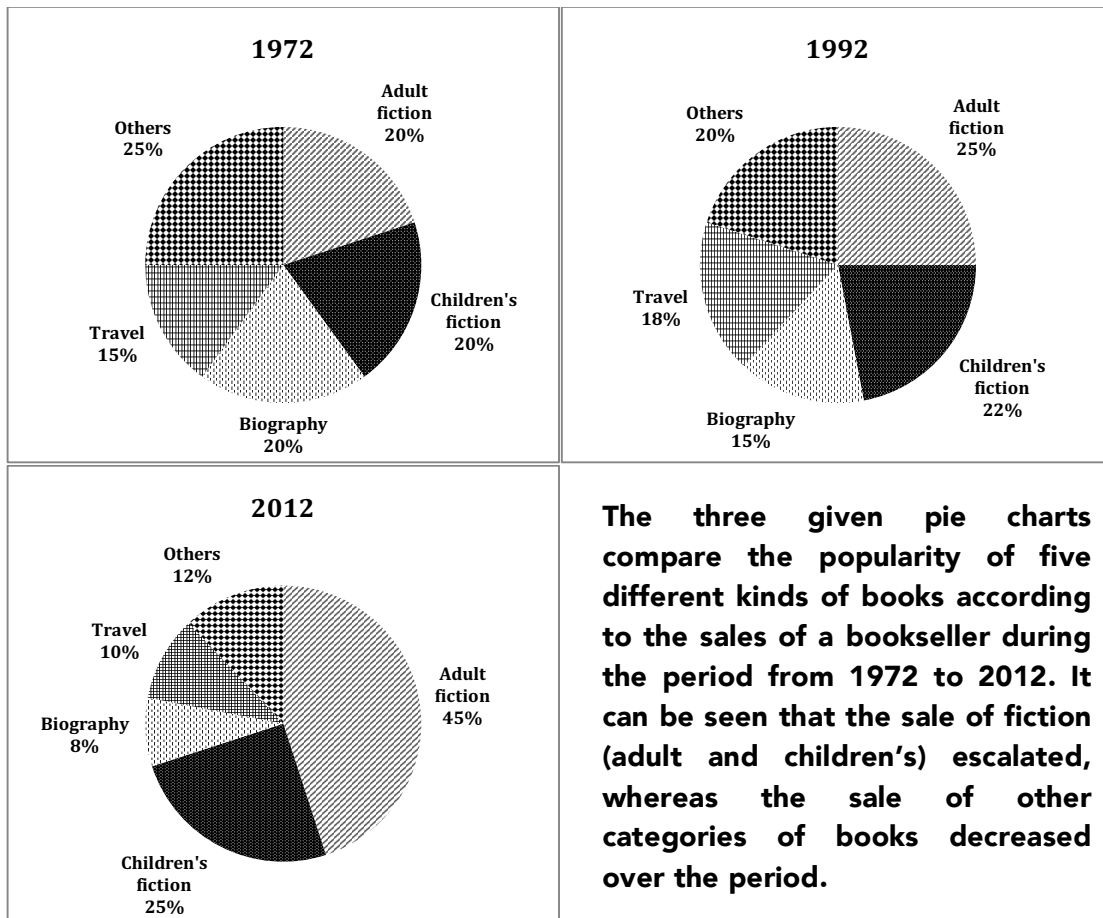 1972
Adult
fiction
20%
Children's
fiction
20%
Biography
20%
Travel
15%
Others
25%
1992
Adult
fiction
25%
Children's
fiction
22%
Biography
15%
Travel
18%
Others
20%
2012
Adult
fiction
45%
Children's
fiction
25%
Biography
8%
Travel
10%
Others
12%
The three given pie charts
compare the popularity of five
different kinds of books according
to the sales of a bookseller during
the period from 1972 to 2012. It
can be seen that the sale of fiction
(adult and children’s) escalated,
whereas the sale of other
categories of books decreased
over the period.